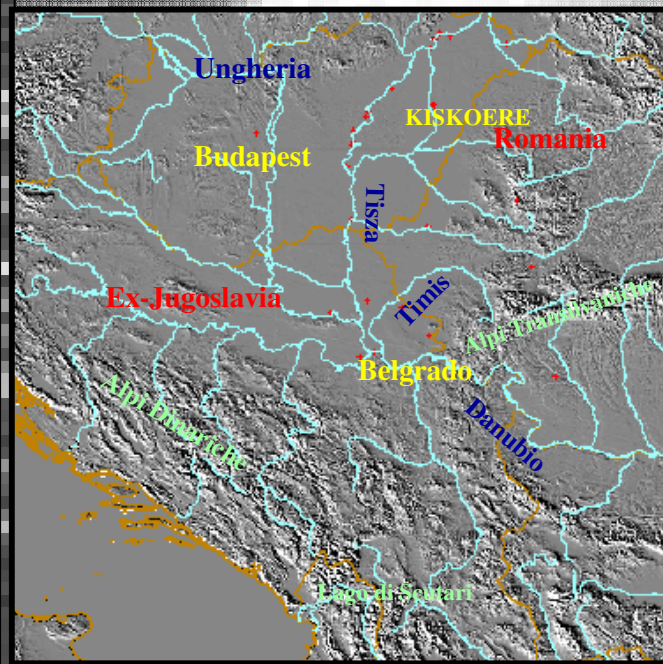 Ungheria
KISKOERE
Romania
Budapest
Tisza
Timis
Ex-Jugoslavia
Alpi Transilvaniche
Belgrado
Alpi Dinariche
Danubio
Lago di Scutari